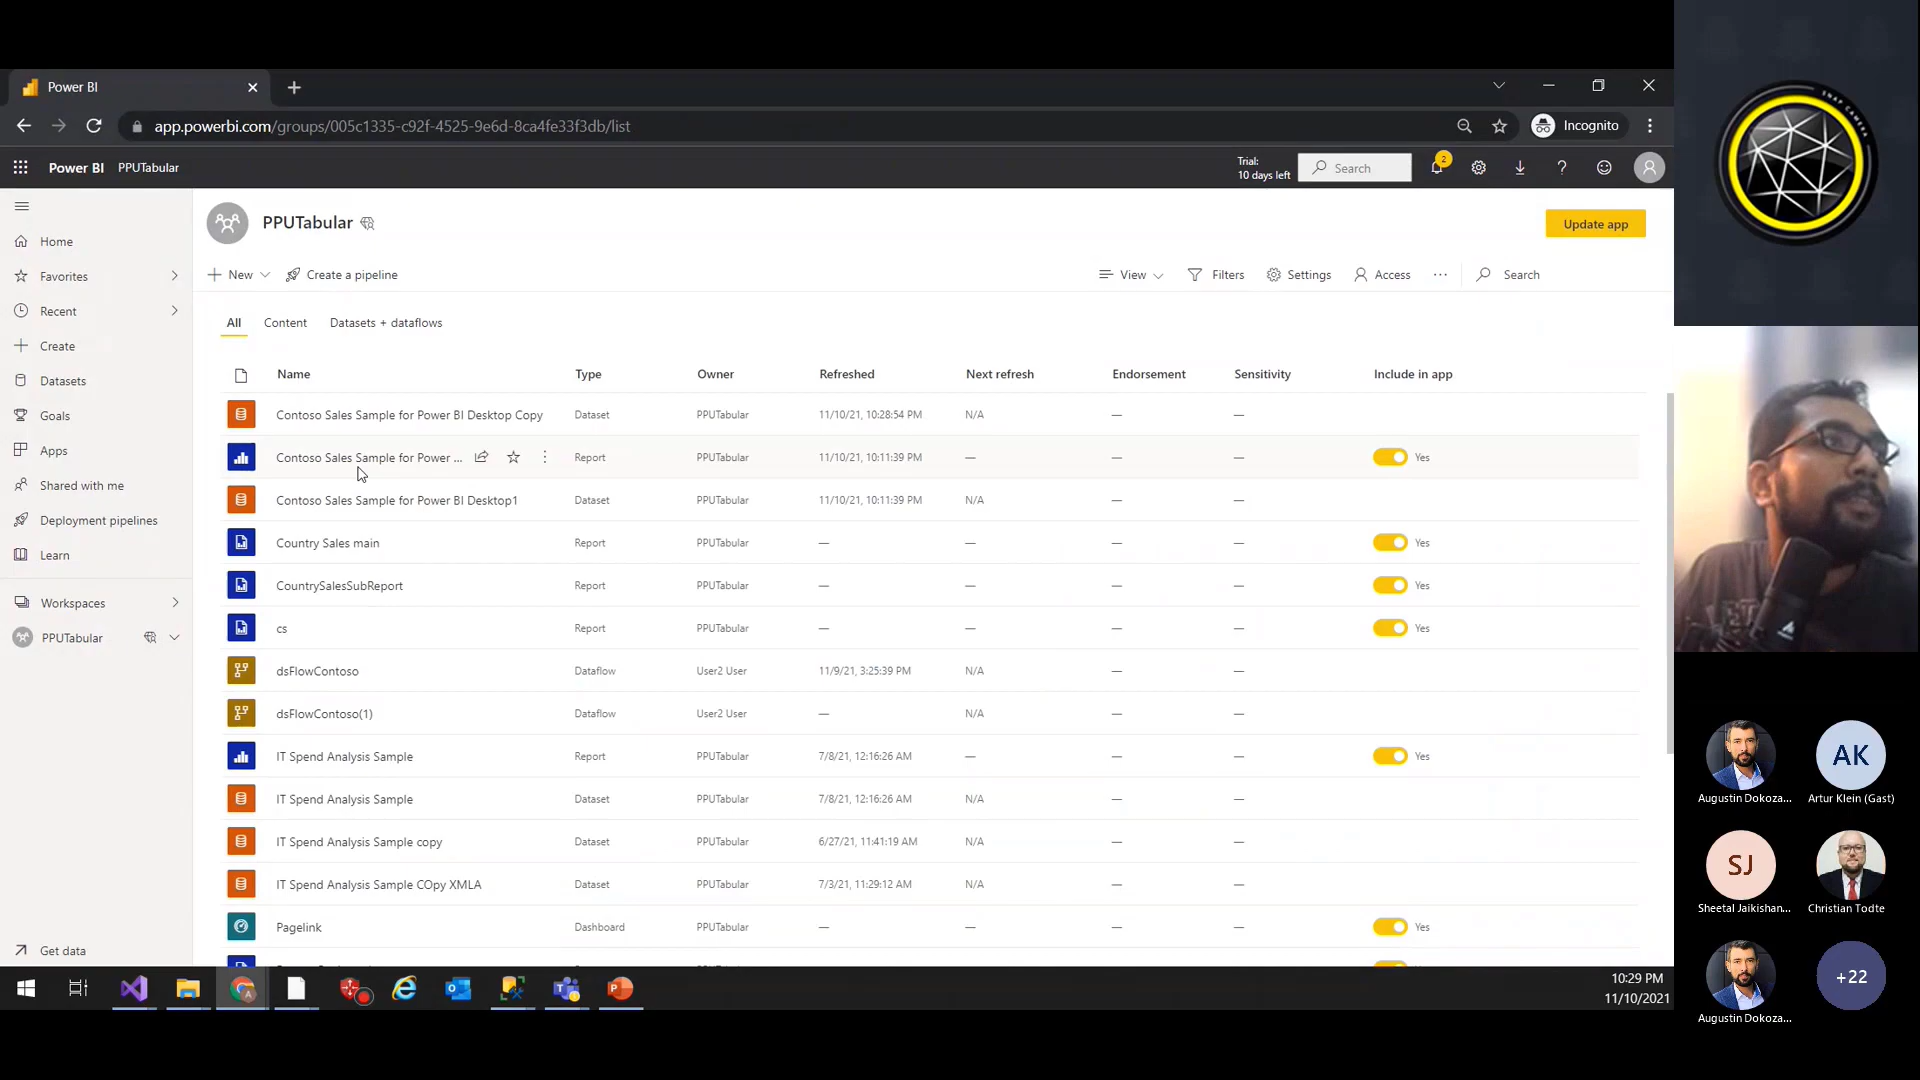 Power BI
app.powerbi.com/groups/005c1335-c92f-4525-9e6d-8ca4fe33f3db/list
Incognito
Power BI PPUTabular
Trial:
10 days left
Search
2
PPUTabular
Update app
New
Create a pipeline
View
Filters
Settings
Access
Search
All
Content
Datasets + dataflows
Home
Favorites
Recent
Create
Datasets
Goals
Apps
Shared with me
Deployment pipelines
Learn
Workspaces
PPUTabular
Get data
Name Type Owner Refreshed Next refresh Endorsement Sensitivity Include in app
Contoso Sales Sample for Power BI Desktop Copy Dataset PPUTabular 11/10/21, 10:28:54 PM N/A — —
Contoso Sales Sample for Power ... Report PPUTabular 11/10/21, 10:11:39 PM — — — Yes
Contoso Sales Sample for Power BI Desktop1 Dataset PPUTabular 11/10/21, 10:11:39 PM N/A — —
Country Sales main Report PPUTabular — — — — Yes
CountrySalesSubReport Report PPUTabular — — — — Yes
cs Report PPUTabular — — — — Yes
dsFlowContoso Dataflow User2 User 11/9/21, 3:25:39 PM N/A — —
dsFlowContoso(1) Dataflow User2 User — N/A — —
IT Spend Analysis Sample Report PPUTabular 7/8/21, 12:16:26 AM — — — Yes
IT Spend Analysis Sample Dataset PPUTabular 7/8/21, 12:16:26 AM N/A — —
IT Spend Analysis Sample copy Dataset PPUTabular 6/27/21, 11:41:19 AM N/A — —
IT Spend Analysis Sample COpy XMLA Dataset PPUTabular 7/3/21, 11:29:12 AM N/A — —
Pagelink Dashboard PPUTabular — — — — Yes
10:29 PM
11/10/2021
SNAP CAMERA
Augustin Dokoza...
AK
Artur Klein (Gast)
SJ
Sheetal Jaikishan...
Christian Todte
Augustin Dokoza...
+22